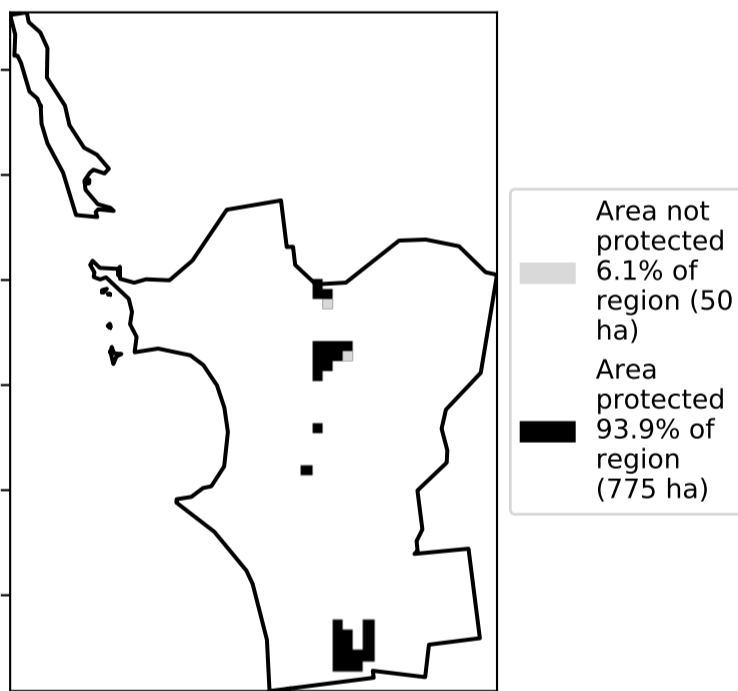 Area not
protected
6.1% of
region (50
ha)
Area
protected
93.9% of
region
(775 ha)